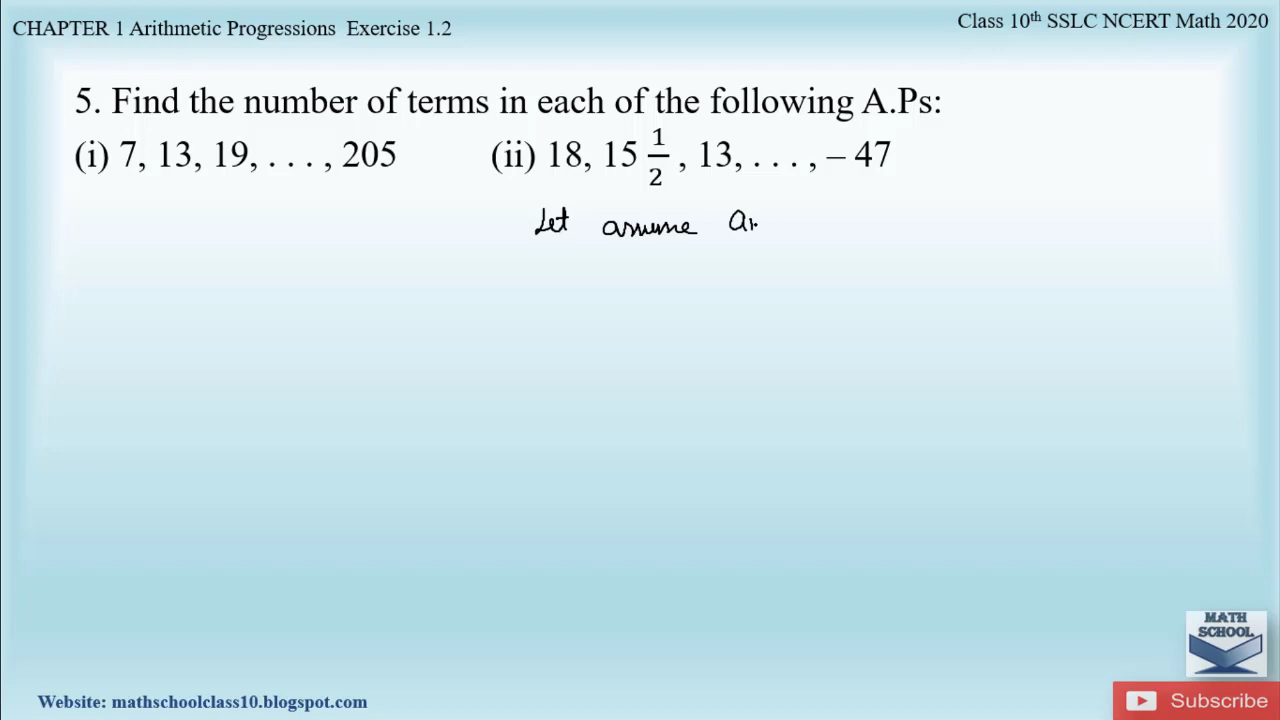 CHAPTER 1 Arithmetic Progressions Exercise 1.2
Class 10th SSLC NCERT Math 2020
5. Find the number of terms in each of the following A.Ps:
(i) 7, 13, 19, . . . , 205 (ii) 18, 15 1/2 , 13, . . . , – 47
Let assume
MATH
SCHOOL
Website: mathschoolclass10.blogspot.com
Subscribe